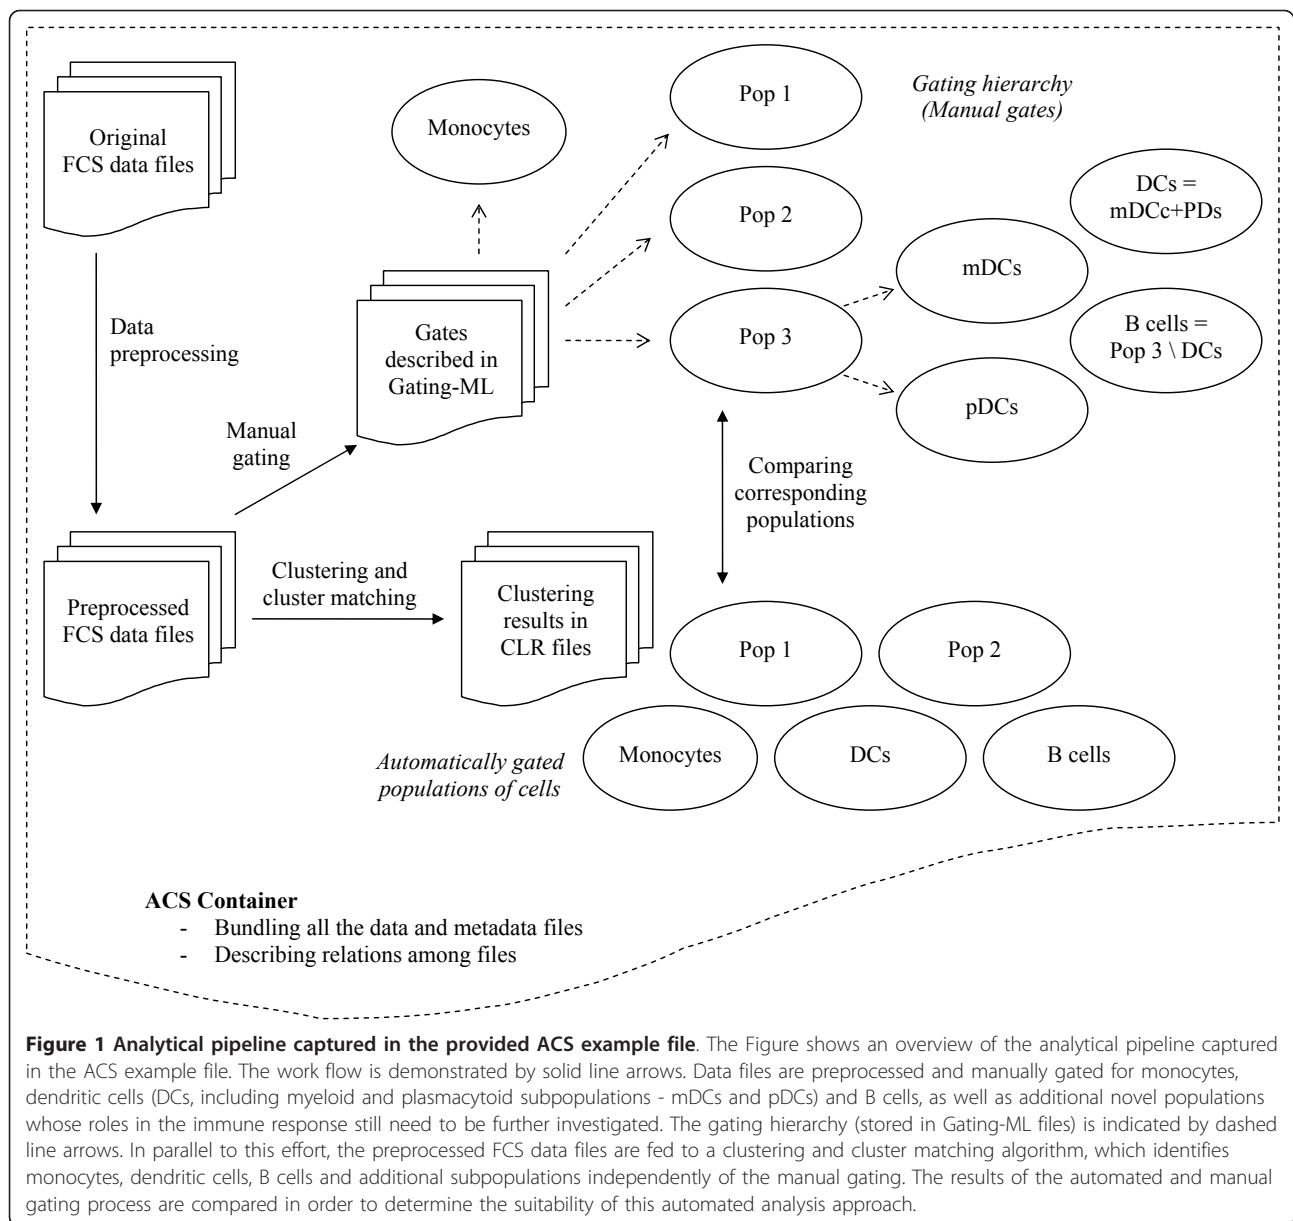 Original
FCS data files
Monocytes
Pop 1
Gating hierarchy
(Manual gates)
Pop 2
DCs =
mDCc+PDs
mDCs
Data
preprocessing
Gates
described in
Gating-ML
Pop 3
B cells =
Pop 3 \ DCs
pDCs
Manual
gating
Comparing
corresponding
populations
Preprocessed
FCS data files
Clustering and
cluster matching
Clustering
results in
CLR files
Pop 1
Pop 2
Automatically gated
populations of cells
Monocytes
DCs
B cells
ACS Container
- Bundling all the data and metadata files
- Describing relations among files
Figure 1 Analytical pipeline captured in the provided ACS example file. The Figure shows an overview of the analytical pipeline captured
in the ACS example file. The work flow is demonstrated by solid line arrows. Data files are preprocessed and manually gated for monocytes,
dendritic cells (DCs, including myeloid and plasmacytoid subpopulations - mDCs and pDCs) and B cells, as well as additional novel populations
whose roles in the immune response still need to be further investigated. The gating hierarchy (stored in Gating-ML files) is indicated by dashed
line arrows. In parallel to this effort, the preprocessed FCS data files are fed to a clustering and cluster matching algorithm, which identifies
monocytes, dendritic cells, B cells and additional subpopulations independently of the manual gating. The results of the automated and manual
gating process are compared in order to determine the suitability of this automated analysis approach.